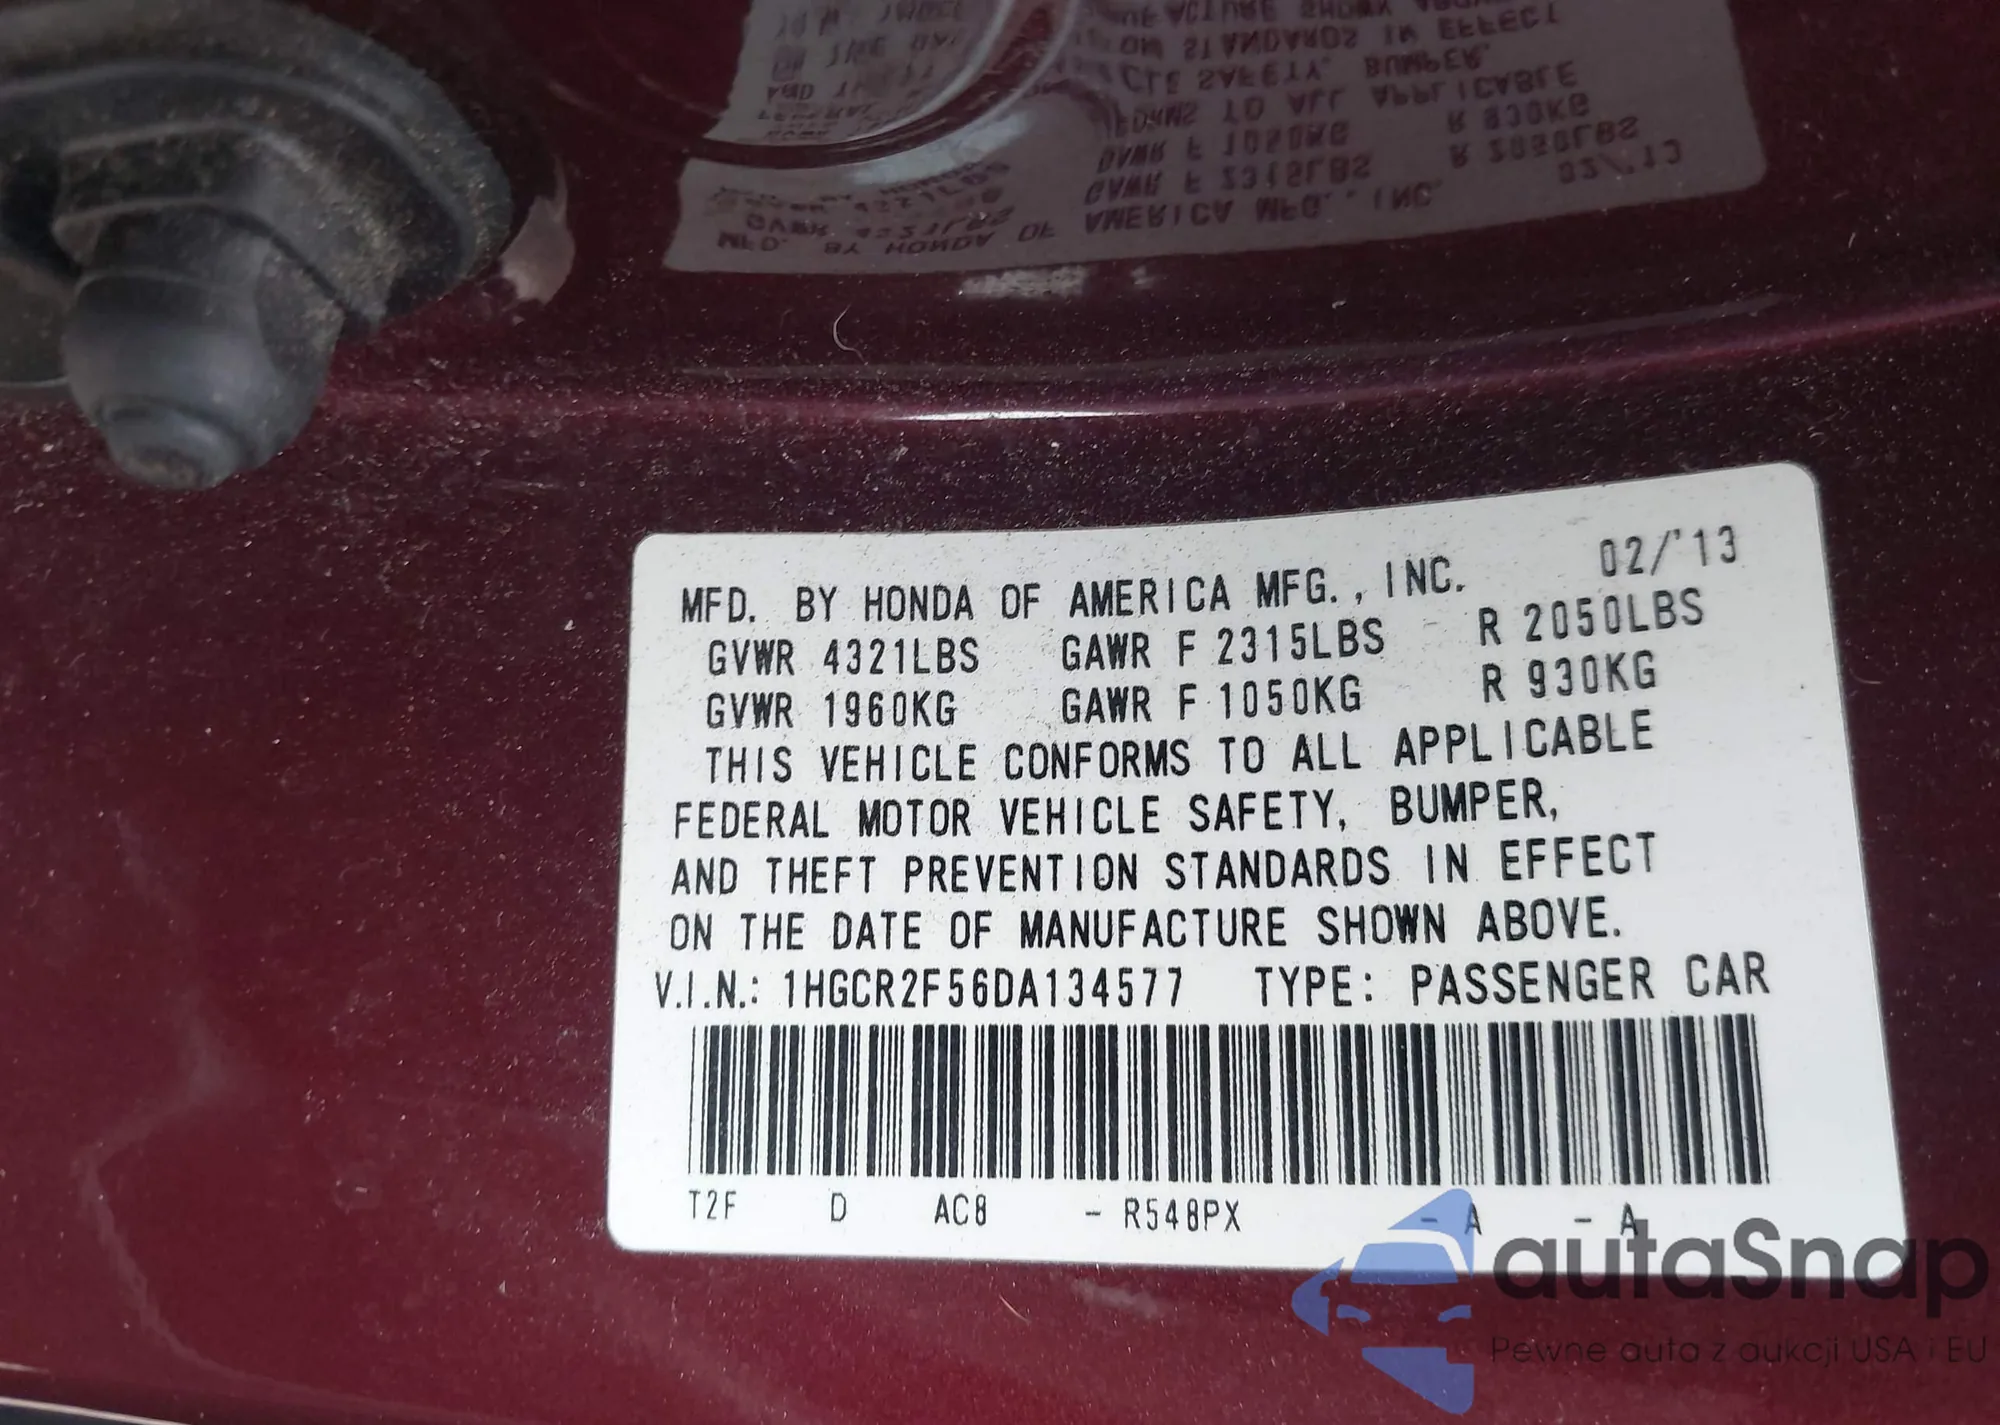 MFD. BY HONDA OF AMERICA MFG., INC. 02/'13
GVWR 4321LBS GAWR F 2315LBS R 2050LBS
GVWR 1960KG GAWR F 1050KG R 930KG
THIS VEHICLE CONFORMS TO ALL APPLICABLE
FEDERAL MOTOR VEHICLE SAFETY, BUMPER,
AND THEFT PREVENTION STANDARDS IN EFFECT
ON THE DATE OF MANUFACTURE SHOWN ABOVE.
V.I.N.: 1HGCR2F56DA134577 TYPE: PASSENGER CAR
T2F D AC8 - R548PX - A - A
autaSnap
Pewne auta z aukcji USA i EU